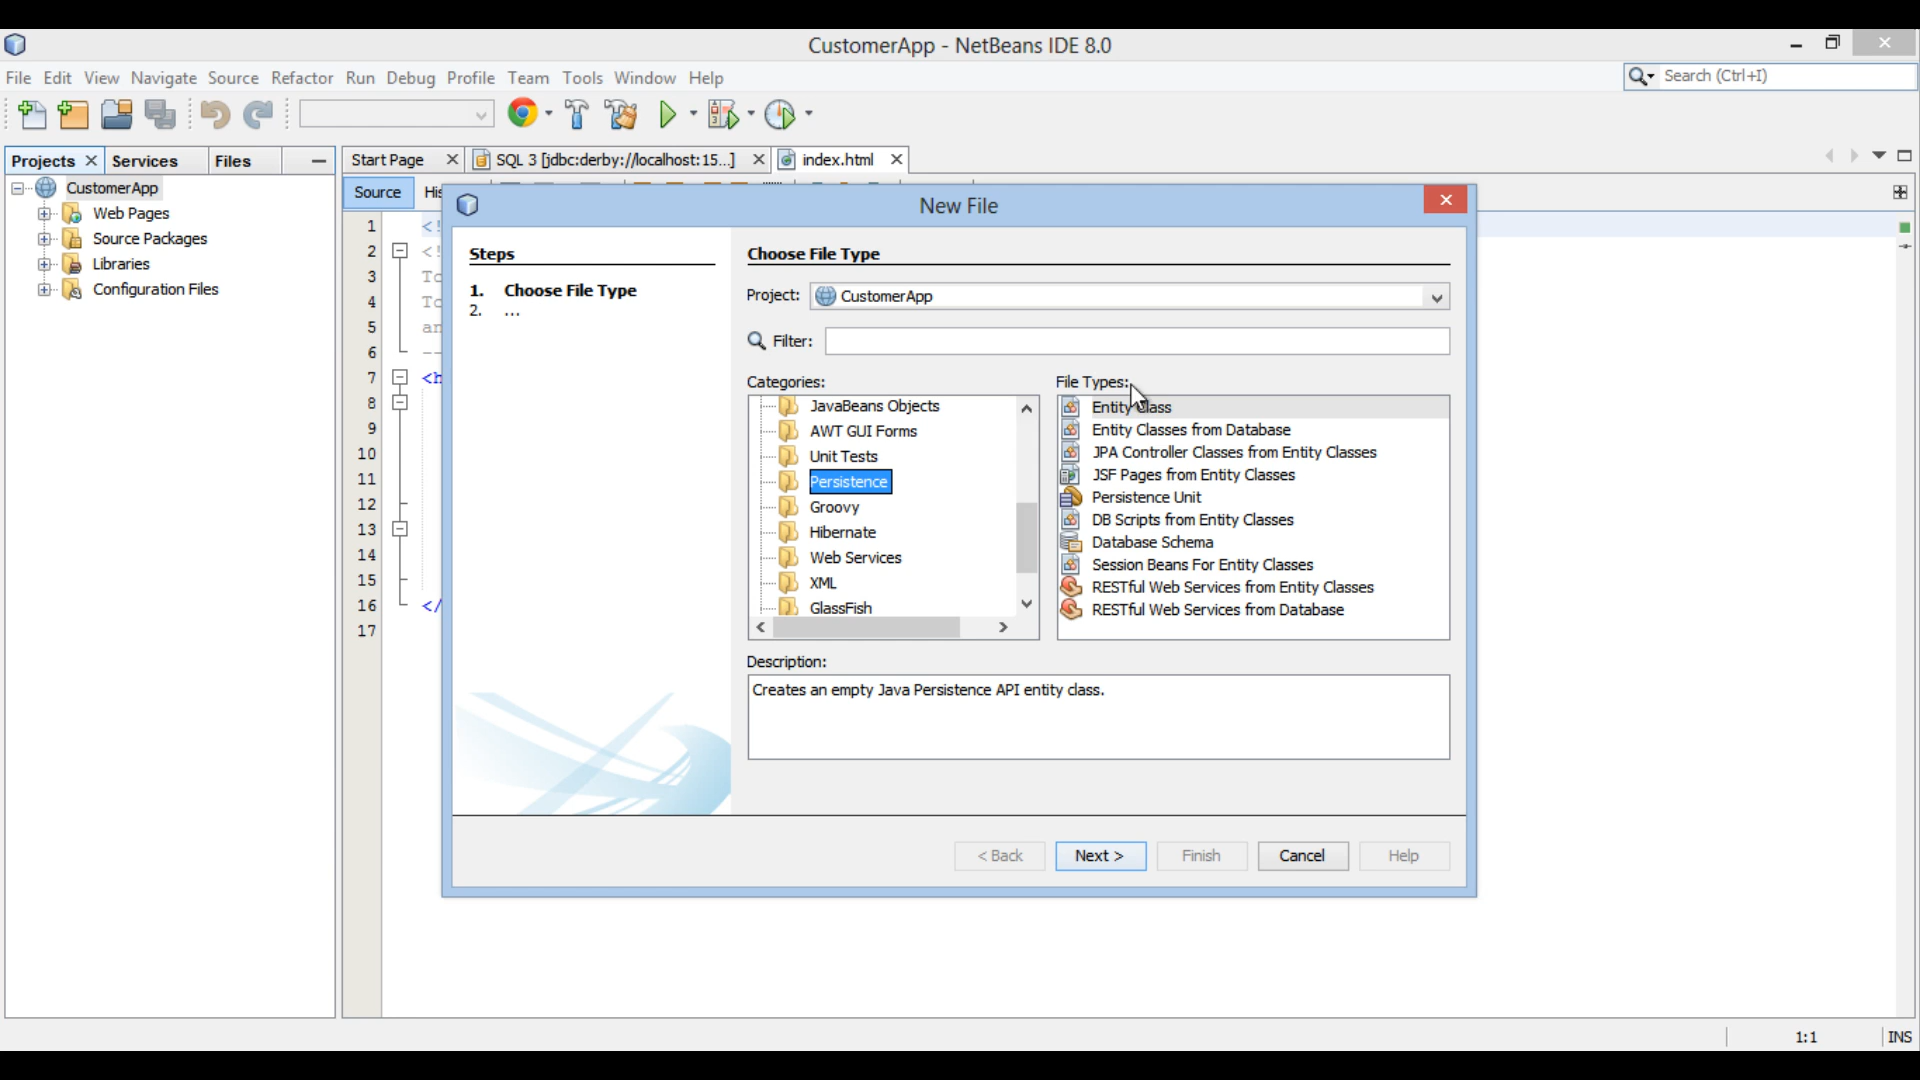 CustomerApp - NetBeans IDE 8.0
File Edit View Navigate Source Refactor Run Debug Profile Team Tools Window Help
Search (Ctrl+I)
Projects Services Files
Start Page SQL 3 [jdbc:derby://localhost:15...] index.html
CustomerApp
Web Pages
Source Packages
Libraries
Configuration Files
Source His
1 <!
2 <!
3 To
4 To
5 an
6 --
7 <h
8
9
10
11
12
13
14
15
16 </
17
New File
Steps
1. Choose File Type
2. ...
Choose File Type
Project: CustomerApp
Filter:
Categories:
JavaBeans Objects
AWT GUI Forms
Unit Tests
Persistence
Groovy
Hibernate
Web Services
XML
GlassFish
File Types:
Entity Class
Entity Classes from Database
JPA Controller Classes from Entity Classes
JSF Pages from Entity Classes
Persistence Unit
DB Scripts from Entity Classes
Database Schema
Session Beans For Entity Classes
RESTful Web Services from Entity Classes
RESTful Web Services from Database
Description:
Creates an empty Java Persistence API entity class.
< Back Next > Finish Cancel Help
1:1 INS